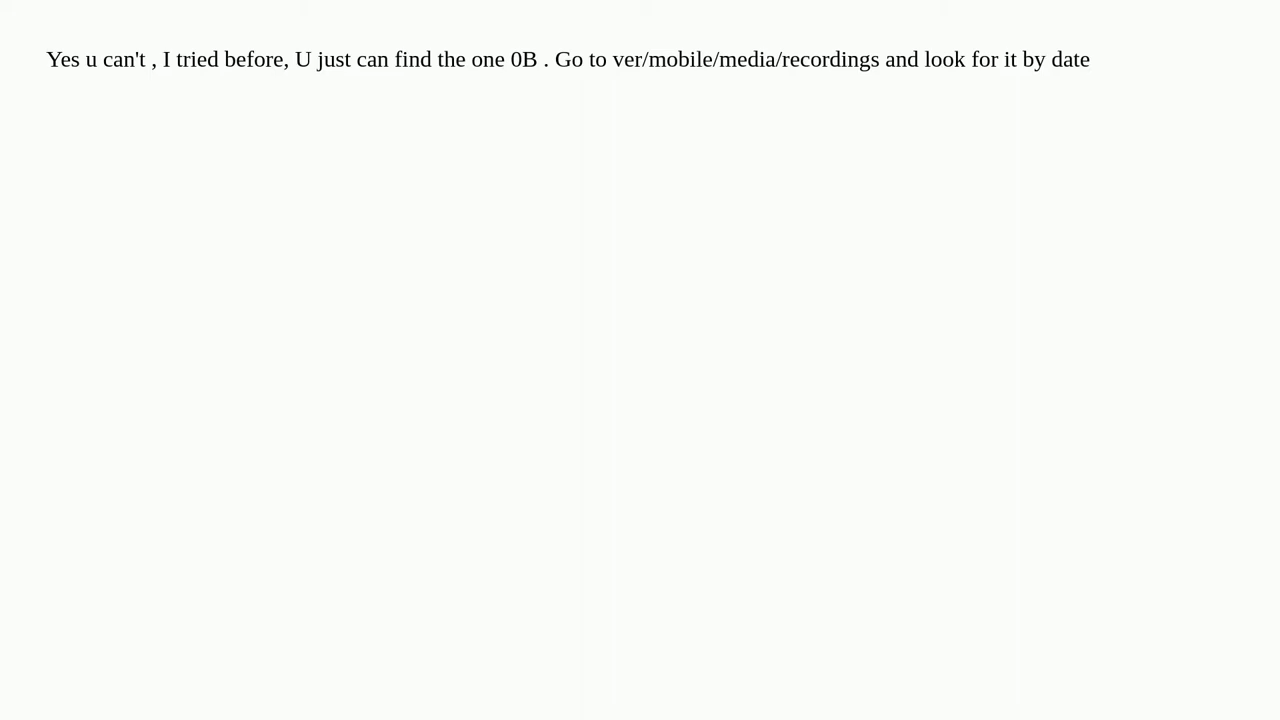 Yes u can't , I tried before, U just can find the one 0B . Go to ver/mobile/media/recordings and look for it by date